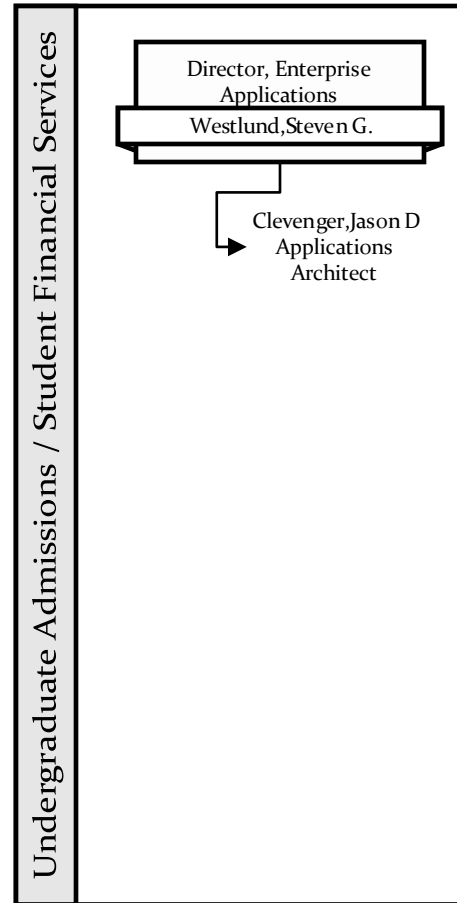 Undergraduate Admissions / Student Financial Services
Director, Enterprise
Applications
Westlund,Steven G.
Clevenger,Jason D
Applications
Architect